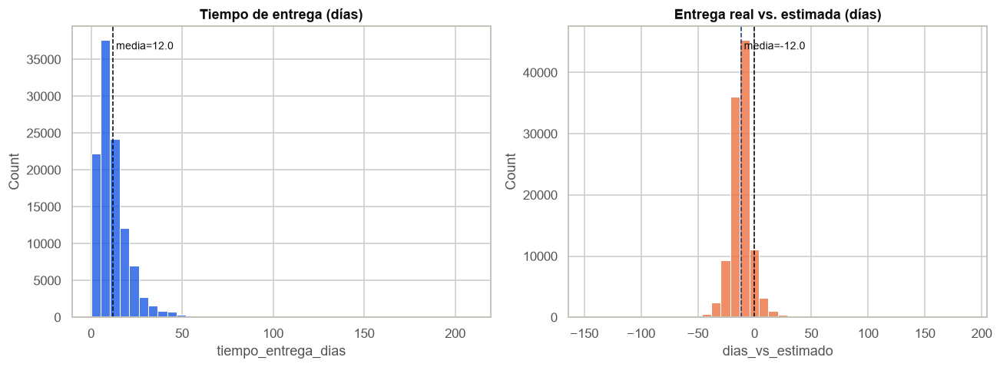 Tiempo de entrega (días)
media=12.0
35000
30000
25000
20000
15000
10000
5000
0
Count
0 50 100 150 200
tiempo_entrega_dias
Entrega real vs. estimada (días)
media=-12.0
40000
30000
20000
10000
0
Count
−150 −100 −50 0 50 100 150 200
dias_vs_estimado